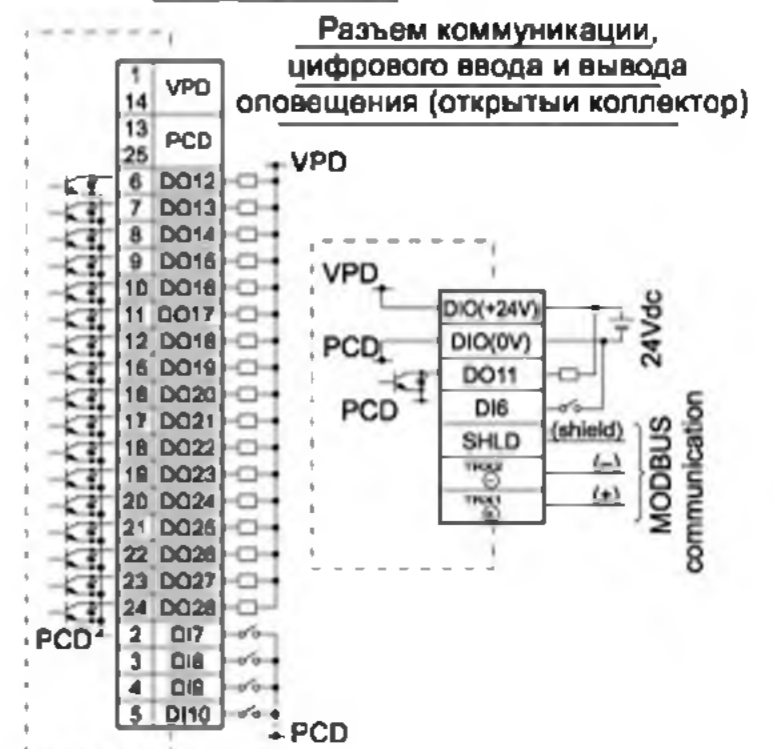 Разъем коммуникации,
цифрового ввода и вывода
оповещения (открытыи коллектор)
1
14 VPD
13
25 PCD
VPD
6 DO12
7 DO13
8 DO14
9 DO15
10 DO16
11 DO17
12 DO18
15 DO19
16 DO20
17 DO21
18 DO22
19 DO23
20 DO24
21 DO25
22 DO26
23 DO27
24 DO28
PCD
2 DI7
3 DI8
4 DI9
5 DI10
PCD
VPD
DIO(+24V)
PCD
DIO(0V)
DO11
PCD
DI6
SHLD (shield)
TRX2 (−)
TRX1 (+)
24Vdc
MODBUS
communication